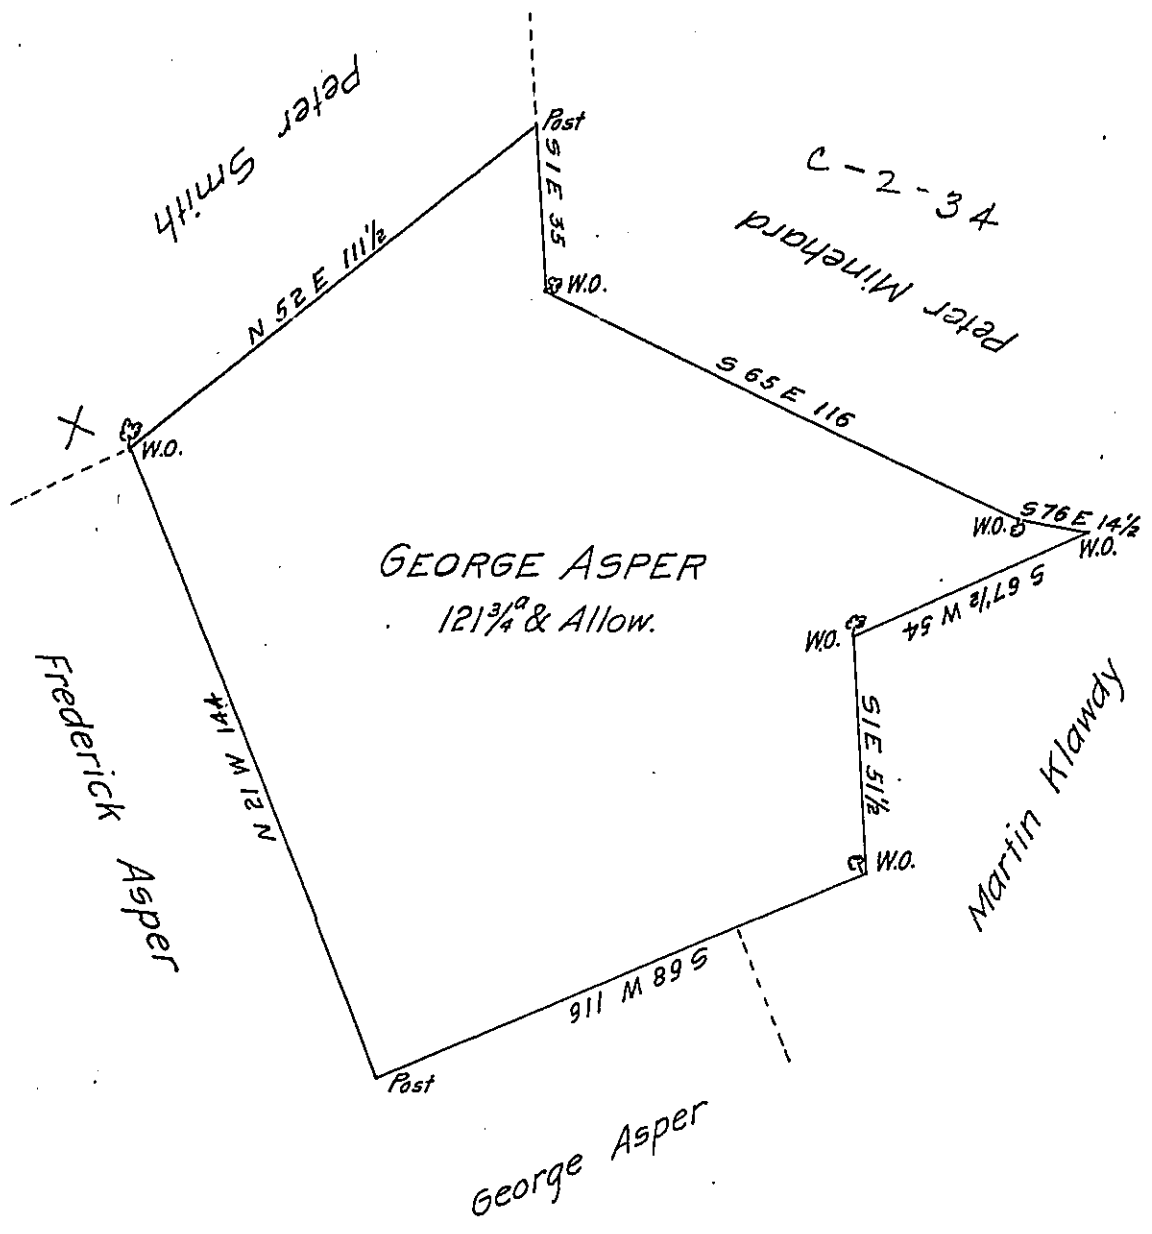 Peter Smith
Post
S 1 E 35
C-2-34
Peter Minehard
N 52 E 111½
W.O.
S 65 E 116
X
W.O.
W.O.
S 76 E 14½
W.O.
S 67½ W 54
GEORGE ASPER
121¾ᵃ & Allow.
W.O.
Frederick Asper
N 21 W 144
S 1 E 51½
Martin Klawdy
W.O.
S 68 W 116
Post
George Asper